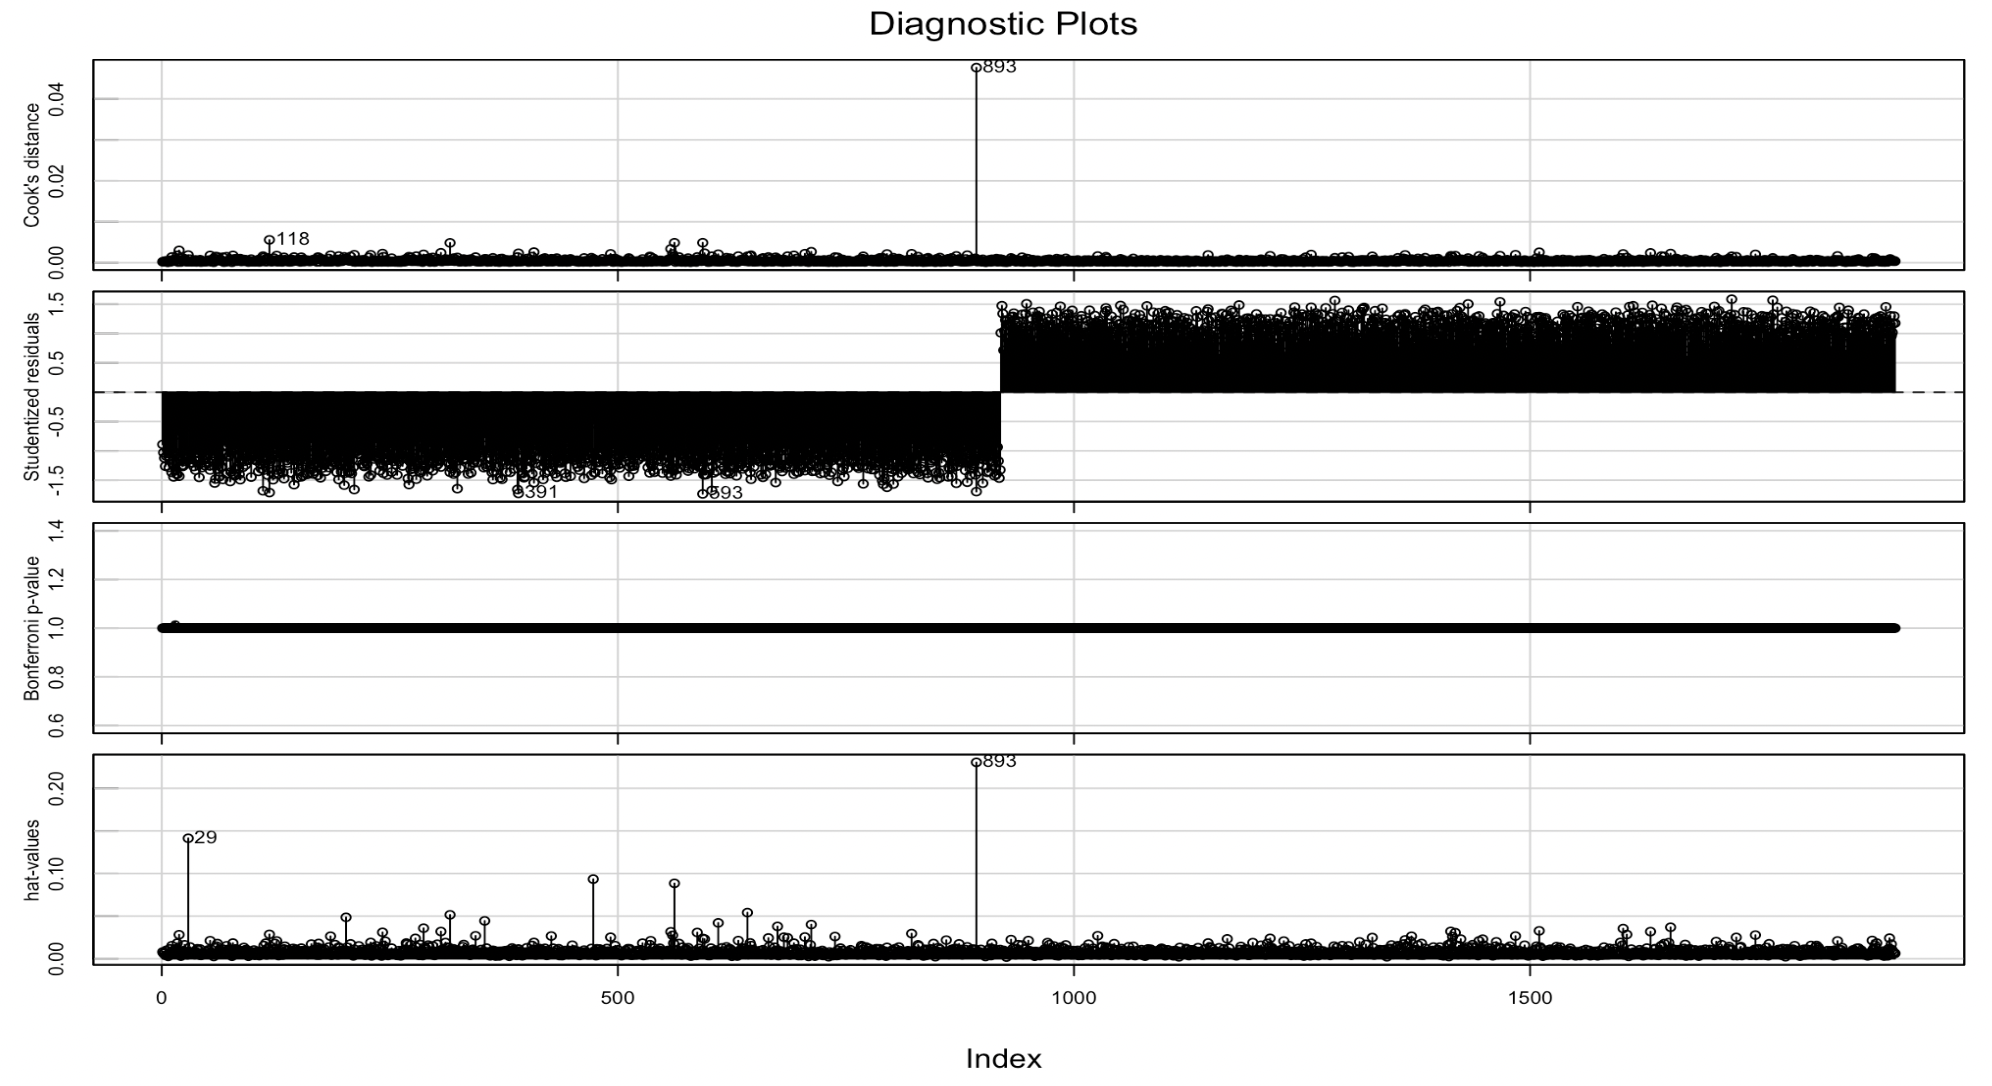 Diagnostic Plots
Cook's distance
0.00 0.02 0.04
893
118
Studentized residuals
-1.5 -0.5 0.5 1.5
391
593
Bonferroni p-value
0.6 0.8 1.0 1.2 1.4
hat-values
0.00 0.10 0.20
893
29
0 500 1000 1500
Index